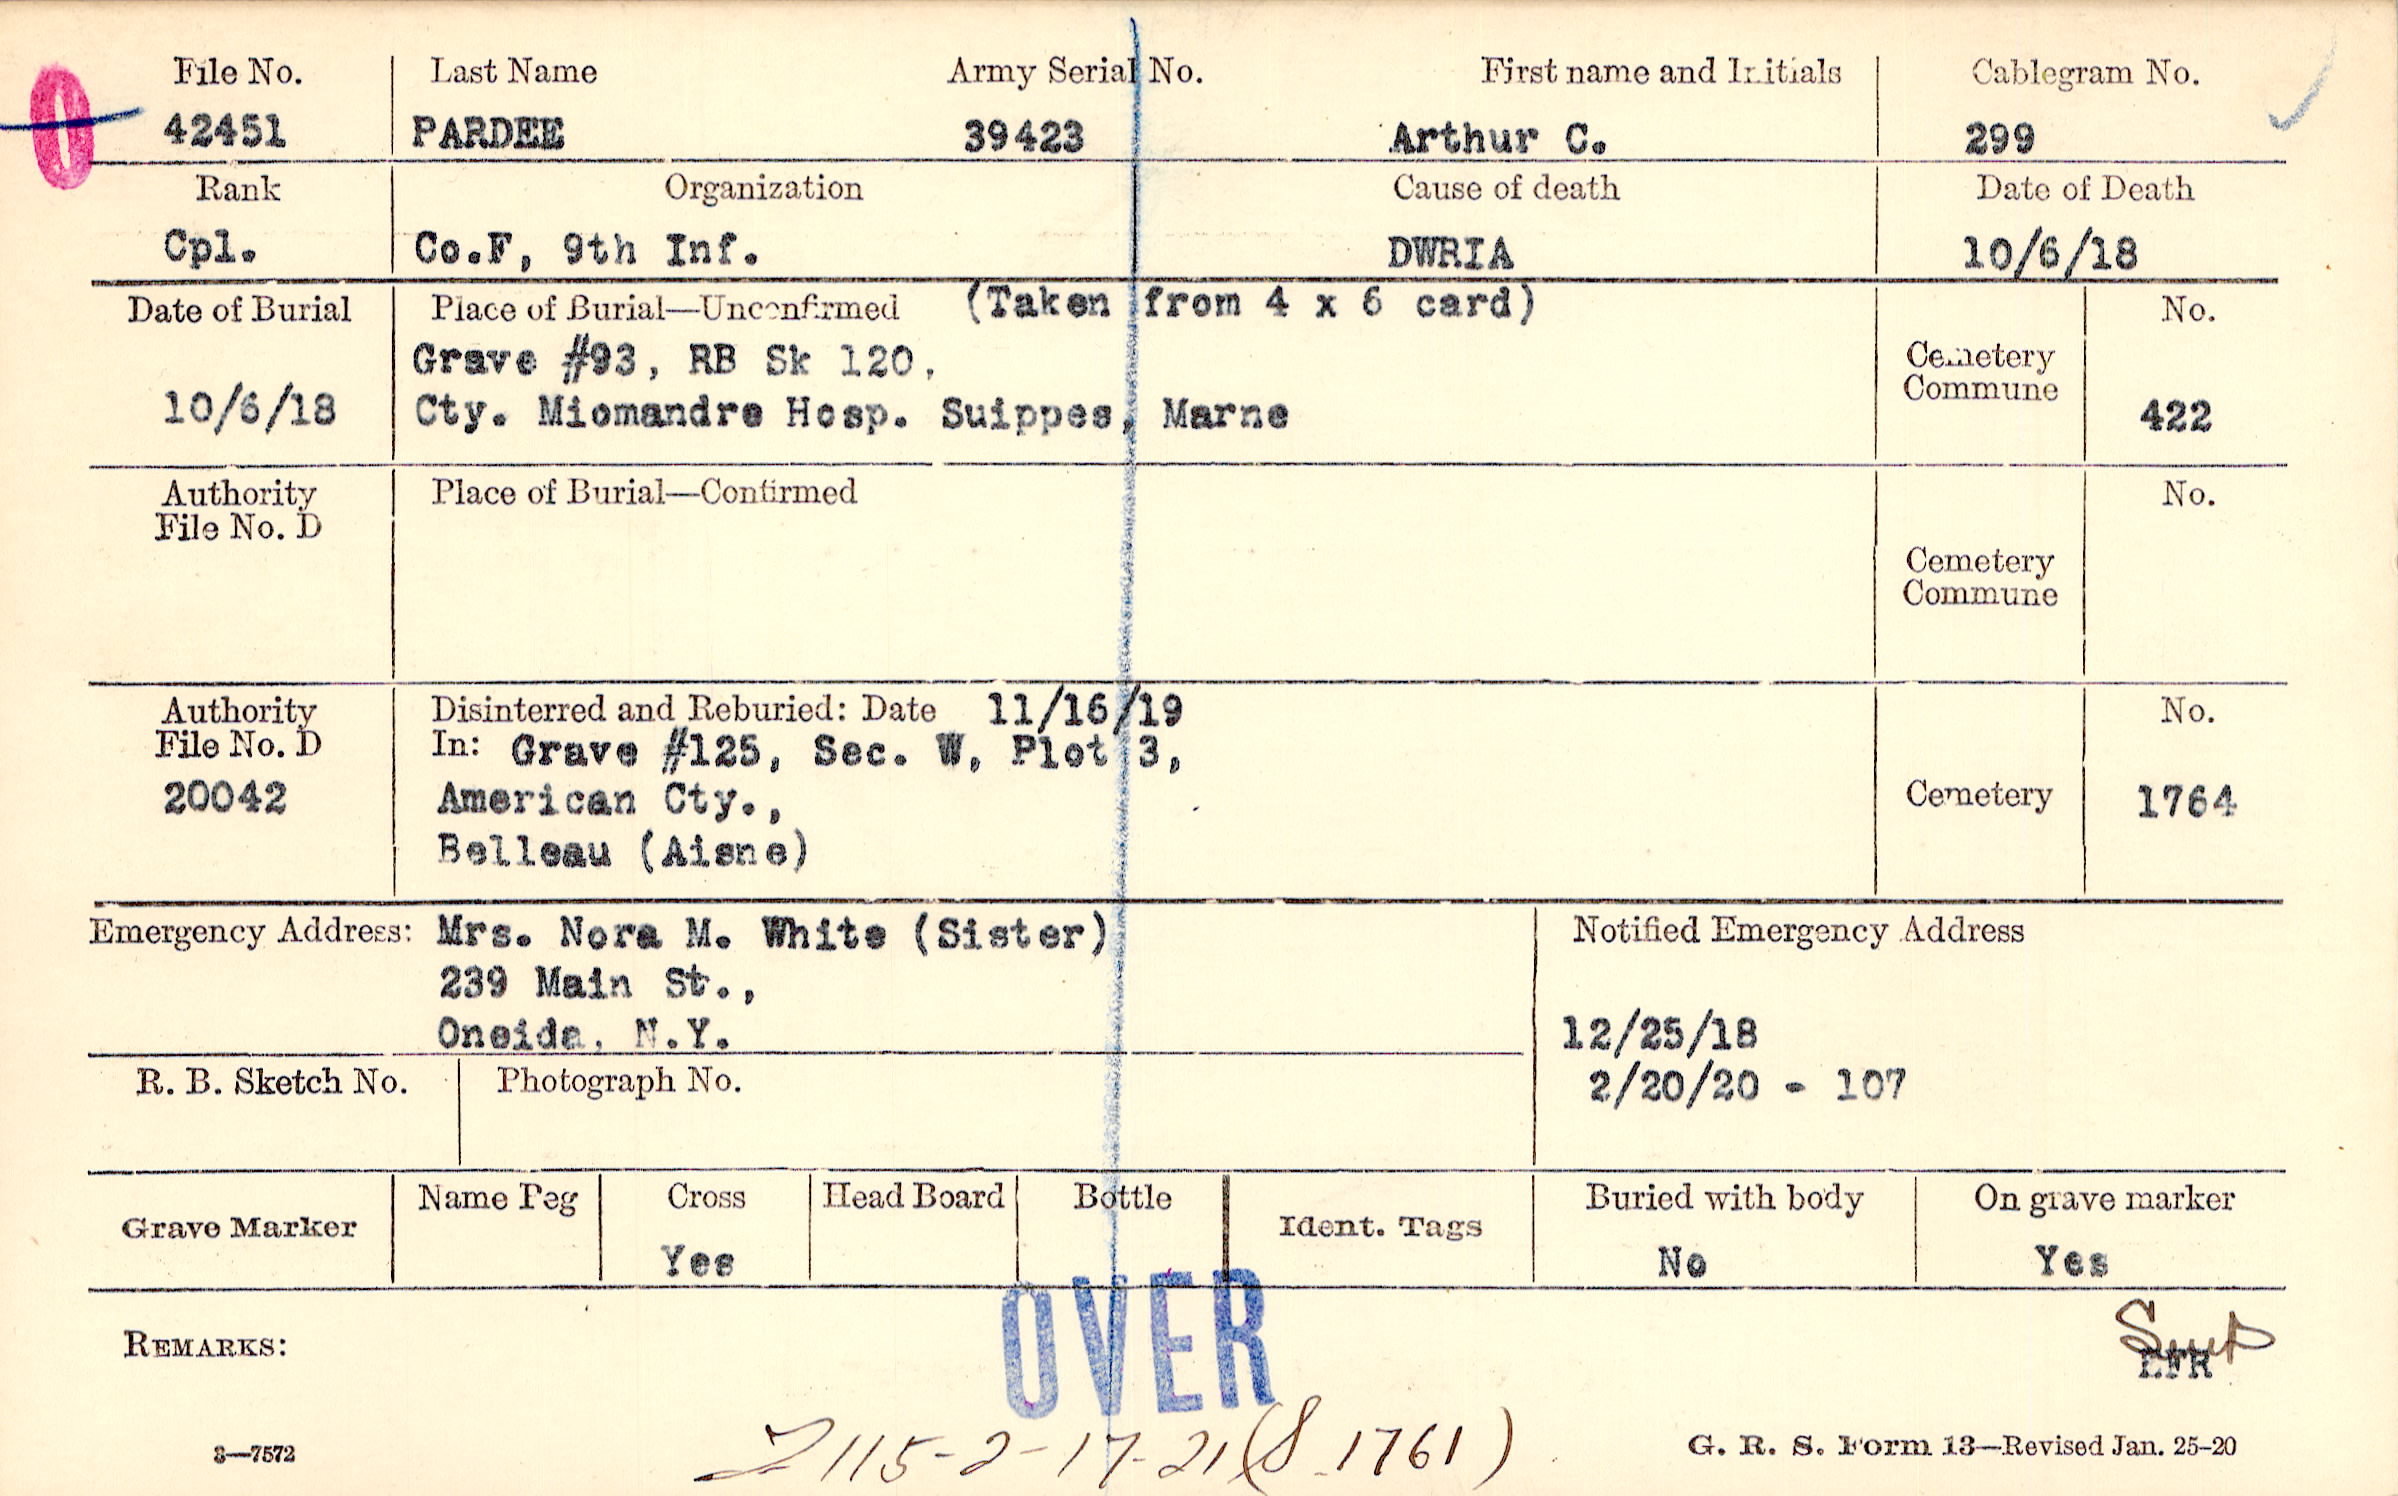 File No. Last Name Army Serial No. First name and Initials Cablegram No.
42451 PARDEE 39423 Arthur C. 299
Rank Organization Cause of death Date of Death
Cpl. Co.F, 9th Inf. DWRIA 10/6/18
Date of Burial Place of Burial—Unconfirmed (Taken from 4 x 6 card) No.
Grave #93, RB Sk 120, Cemetery
Commune
10/6/18 Cty. Miomandre Hosp. Suippes, Marne 422
Authority Place of Burial—Confirmed No.
File No. D
Cemetery
Commune
Authority Disinterred and Reburied: Date 11/16/19 No.
File No. D In: Grave #125, Sec. W, Plot 3,
20042 American Cty., Cemetery 1764
Belleau (Aisne)
Emergency Address: Mrs. Nora M. White (Sister) Notified Emergency Address
239 Main St.,
Oneida, N.Y. 12/25/18
R. B. Sketch No. Photograph No. 2/20/20 - 107
Name Peg Cross Head Board Bottle Buried with body On grave marker
Grave Marker Ident. Tags
Yes No Yes
OVER
REMARKS:
EFR
115-2-17-21 (S 1761)
3—7572 G. R. S. Form 13—Revised Jan. 25-20